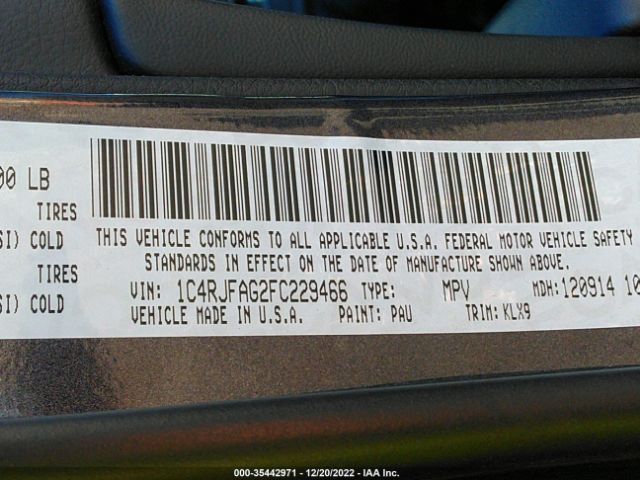 00 LB
TIRES
SI) COLD
THIS VEHICLE CONFORMS TO ALL APPLICABLE U.S.A. FEDERAL MOTOR VEHICLE SAFETY
STANDARDS IN EFFECT ON THE DATE OF MANUFACTURE SHOWN ABOVE.
TIRES
SI) COLD
VIN: 1C4RJFAG2FC229466 TYPE: MPV MDH: 120914 10
VEHICLE MADE IN U.S.A. PAINT: PAU TRIM: KLX9
000-35442971 - 12/20/2022 - IAA Inc.